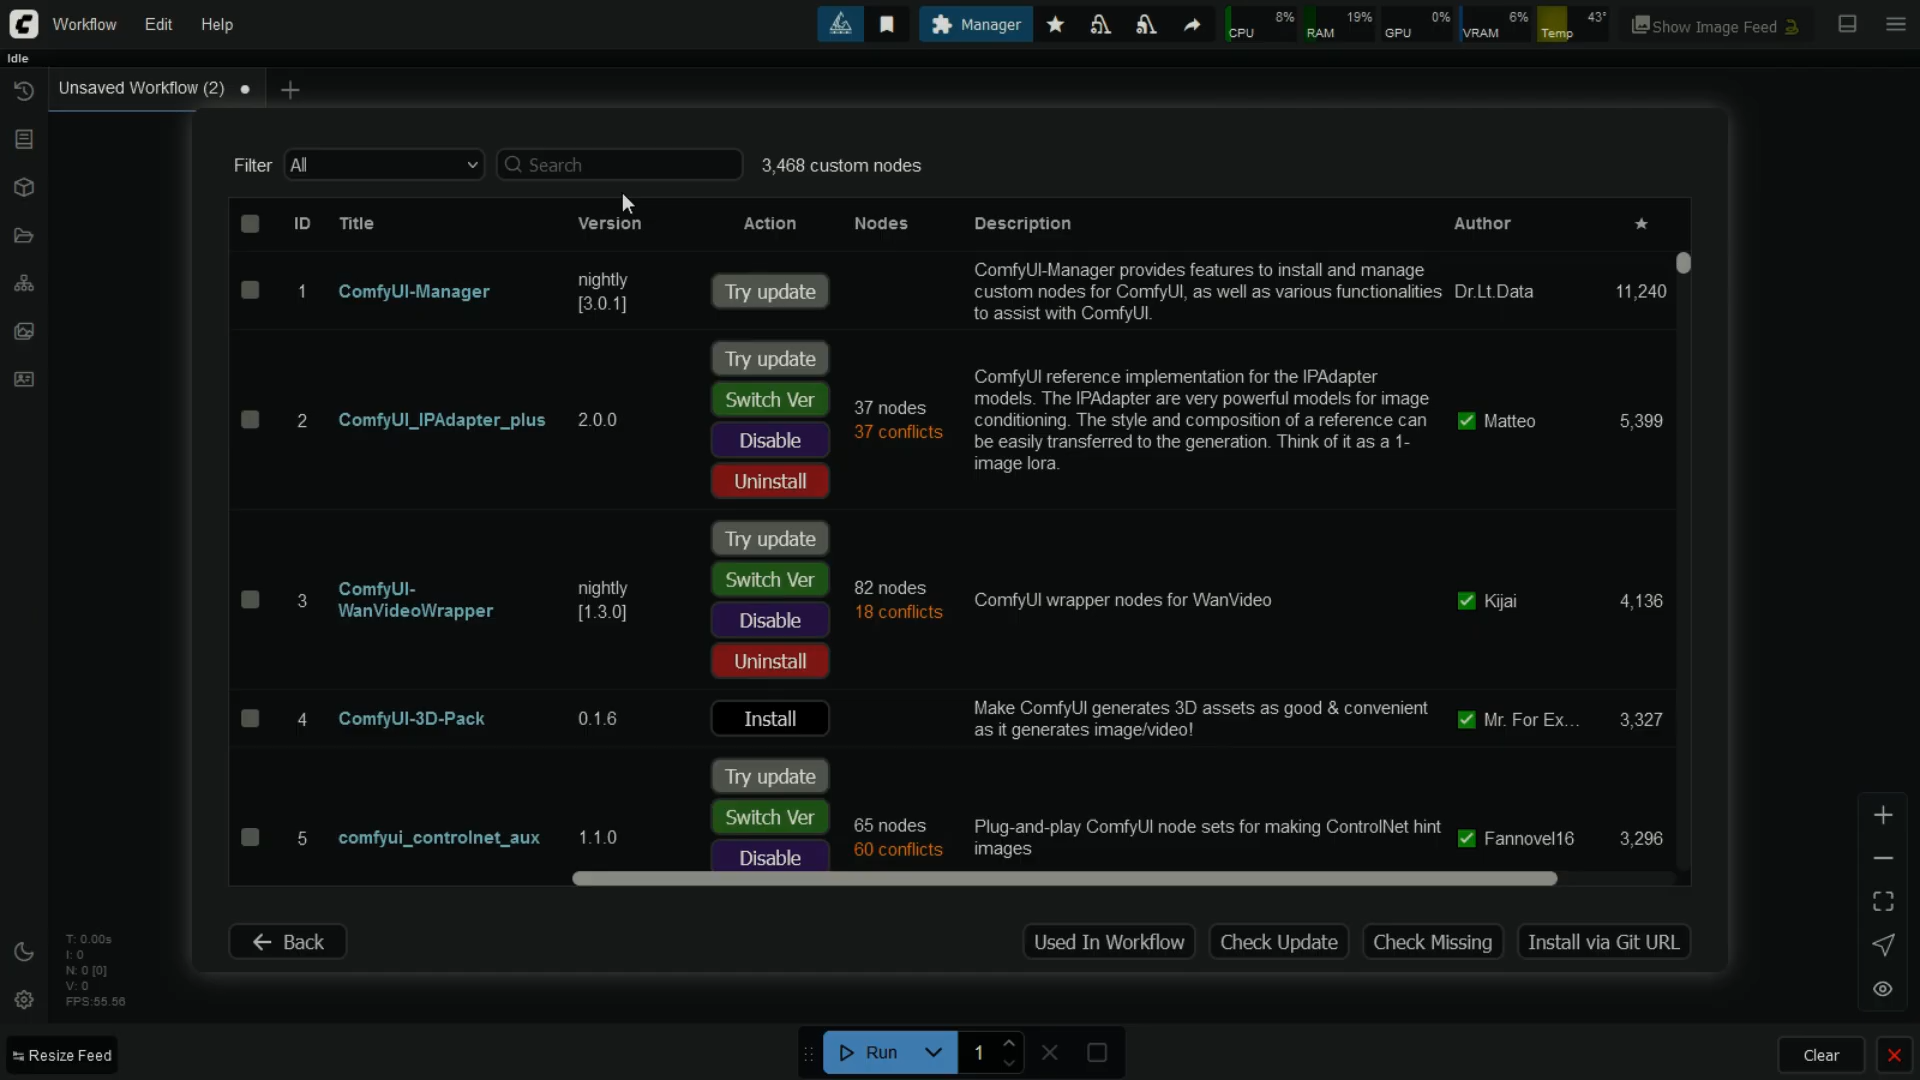 Workflow Edit Help
Manager
CPU 8% RAM 19% GPU 0% VRAM 6% Temp 43°
Show Image Feed
Idle
Unsaved Workflow (2)
Filter All Search 3,468 custom nodes
ID Title Version Action Nodes Description Author ★
1 ComfyUI-Manager
nightly
[3.0.1]
Try update
ComfyUI-Manager provides features to install and manage
custom nodes for ComfyUI, as well as various functionalities
to assist with ComfyUI.
Dr.Lt.Data 11,240
2 ComfyUI_IPAdapter_plus 2.0.0
Try update
Switch Ver
Disable
Uninstall
37 nodes
37 conflicts
ComfyUI reference implementation for the IPAdapter
models. The IPAdapter are very powerful models for image
conditioning. The style and composition of a reference can
be easily transferred to the generation. Think of it as a 1-
image lora.
Matteo 5,399
3 ComfyUI-
WanVideoWrapper
nightly
[1.3.0]
Try update
Switch Ver
Disable
Uninstall
82 nodes
18 conflicts
ComfyUI wrapper nodes for WanVideo
Kijai 4,136
4 ComfyUI-3D-Pack 0.1.6 Install
Make ComfyUI generates 3D assets as good & convenient
as it generates image/video!
Mr. For Ex... 3,327
5 comfyui_controlnet_aux 1.1.0
Try update
Switch Ver
Disable
65 nodes
60 conflicts
Plug-and-play ComfyUI node sets for making ControlNet hint
images
Fannovel16 3,296
Back Used In Workflow Check Update Check Missing Install via Git URL
T: 0.00s
I: 0
N: 0 [0]
V: 0
FPS:55.56
Resize Feed Run 1 Clear